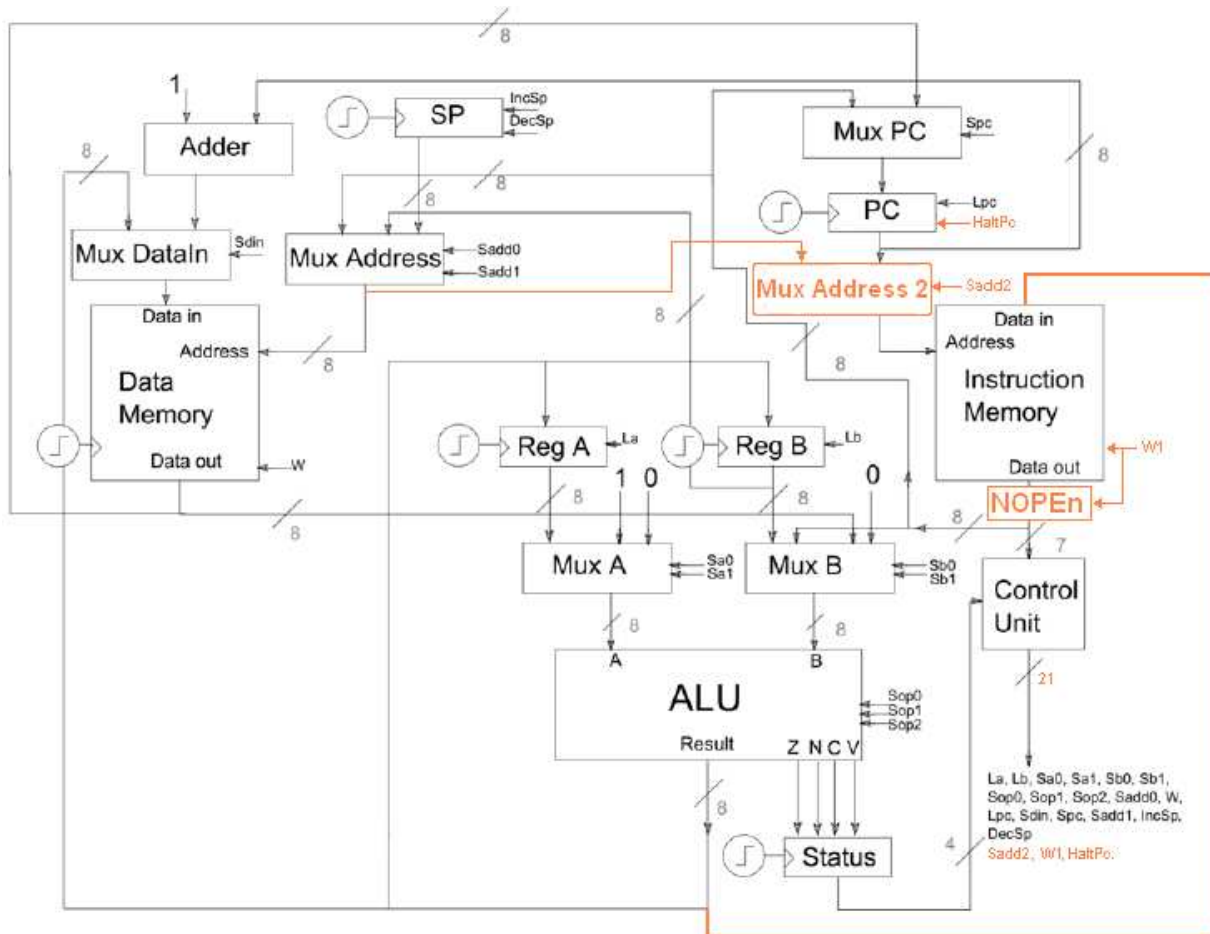 8
1
IncSp
SP
DecSp
Mux PC
Spc
Adder
8
8
8
8
PC
Lpc
HaltPc
Mux DataIn
Sdin
Mux Address
Sadd0
Sadd1
Mux Address 2
Sadd2
Data in
Address
8
8
8
Data
Memory
Data in
Address
Instruction
Memory
Reg A
La
Reg B
Lb
Data out
W
W1
Data out
1 0
0
NOPEn
8
8
8
8
7
Mux A
Sa0
Sa1
Mux B
Sb0
Sb1
Control
Unit
8
8
A
B
21
ALU
Sop0
Sop1
Sop2
Result
Z N C V
8
La, Lb, Sa0, Sa1, Sb0, Sb1,
Sop0, Sop1, Sop2, Sadd0, W,
Lpc, Sdin, Spc, Sadd1, IncSp,
DecSp
Sadd2, W1, HaltPc.
4
Status